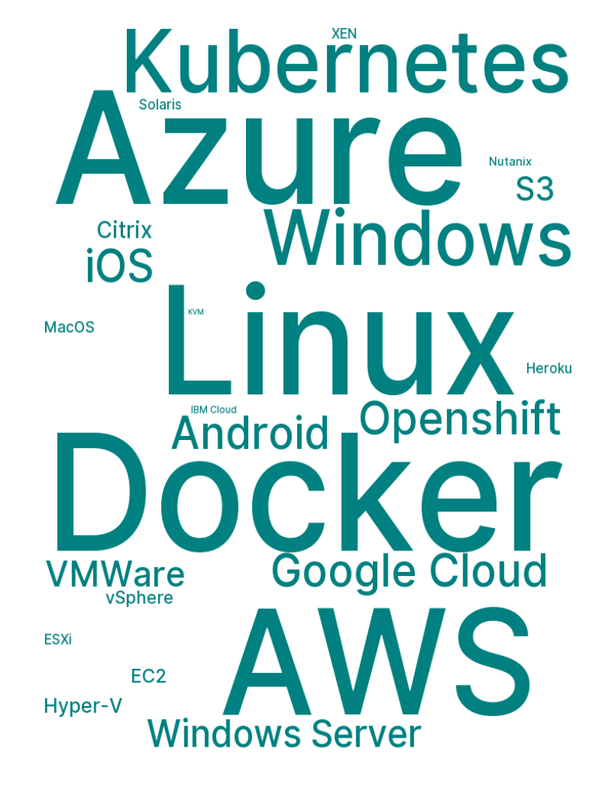 XEN
Kubernetes
Solaris
Azure
Nutanix
S3
Windows
Citrix
iOS
Linux
KVM
MacOS
Heroku
IBM Cloud
Openshift
Android
Docker
VMWare
Google Cloud
vSphere
AWS
ESXi
EC2
Hyper-V
Windows Server